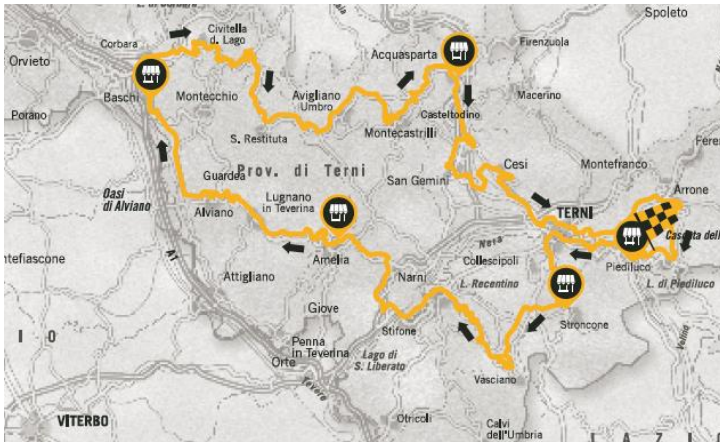 Spoleto
Civitella
d. Lago
Corbara
Firenzuola
Acquasparta
Orvieto
Baschi
Montecchio
Avigliano
Umbro
Macerino
Casteltodino
Porano
Montecastrilli
S. Restituta
Cesi
Montefranco
Prov. di Terni
San Gemini
Guardea
Arrone
Oasi
di Alviano
Lugnano
in Teverina
TERNI
Alviano
Nera
Piediluco
A1
Amelia
Collescipoli
Narni
L. di Piediluco
Attigliano
L. Recentino
Giove
Stroncone
Stifone
Penna
in Teverina
Orte
Lago di
S. Liberato
Velino
Tevere
Vasciano
VITERBO
Otricoli
Calvi
dell'Umbria